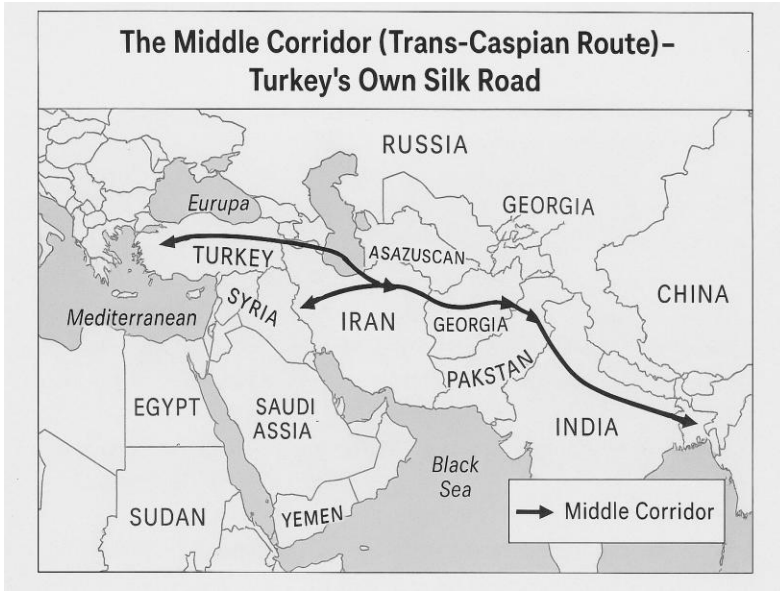 The Middle Corridor (Trans-Caspian Route)–
Turkey's Own Silk Road
RUSSIA
Eurupa
GEORGIA
TURKEY
ASAZUSCAN
SYRIA
CHINA
Mediterranean
IRAN
GEORGIA
PAKSTAN
EGYPT
SAUDI
ASSIA
INDIA
Black
Sea
SUDAN
YEMEN
Middle Corridor